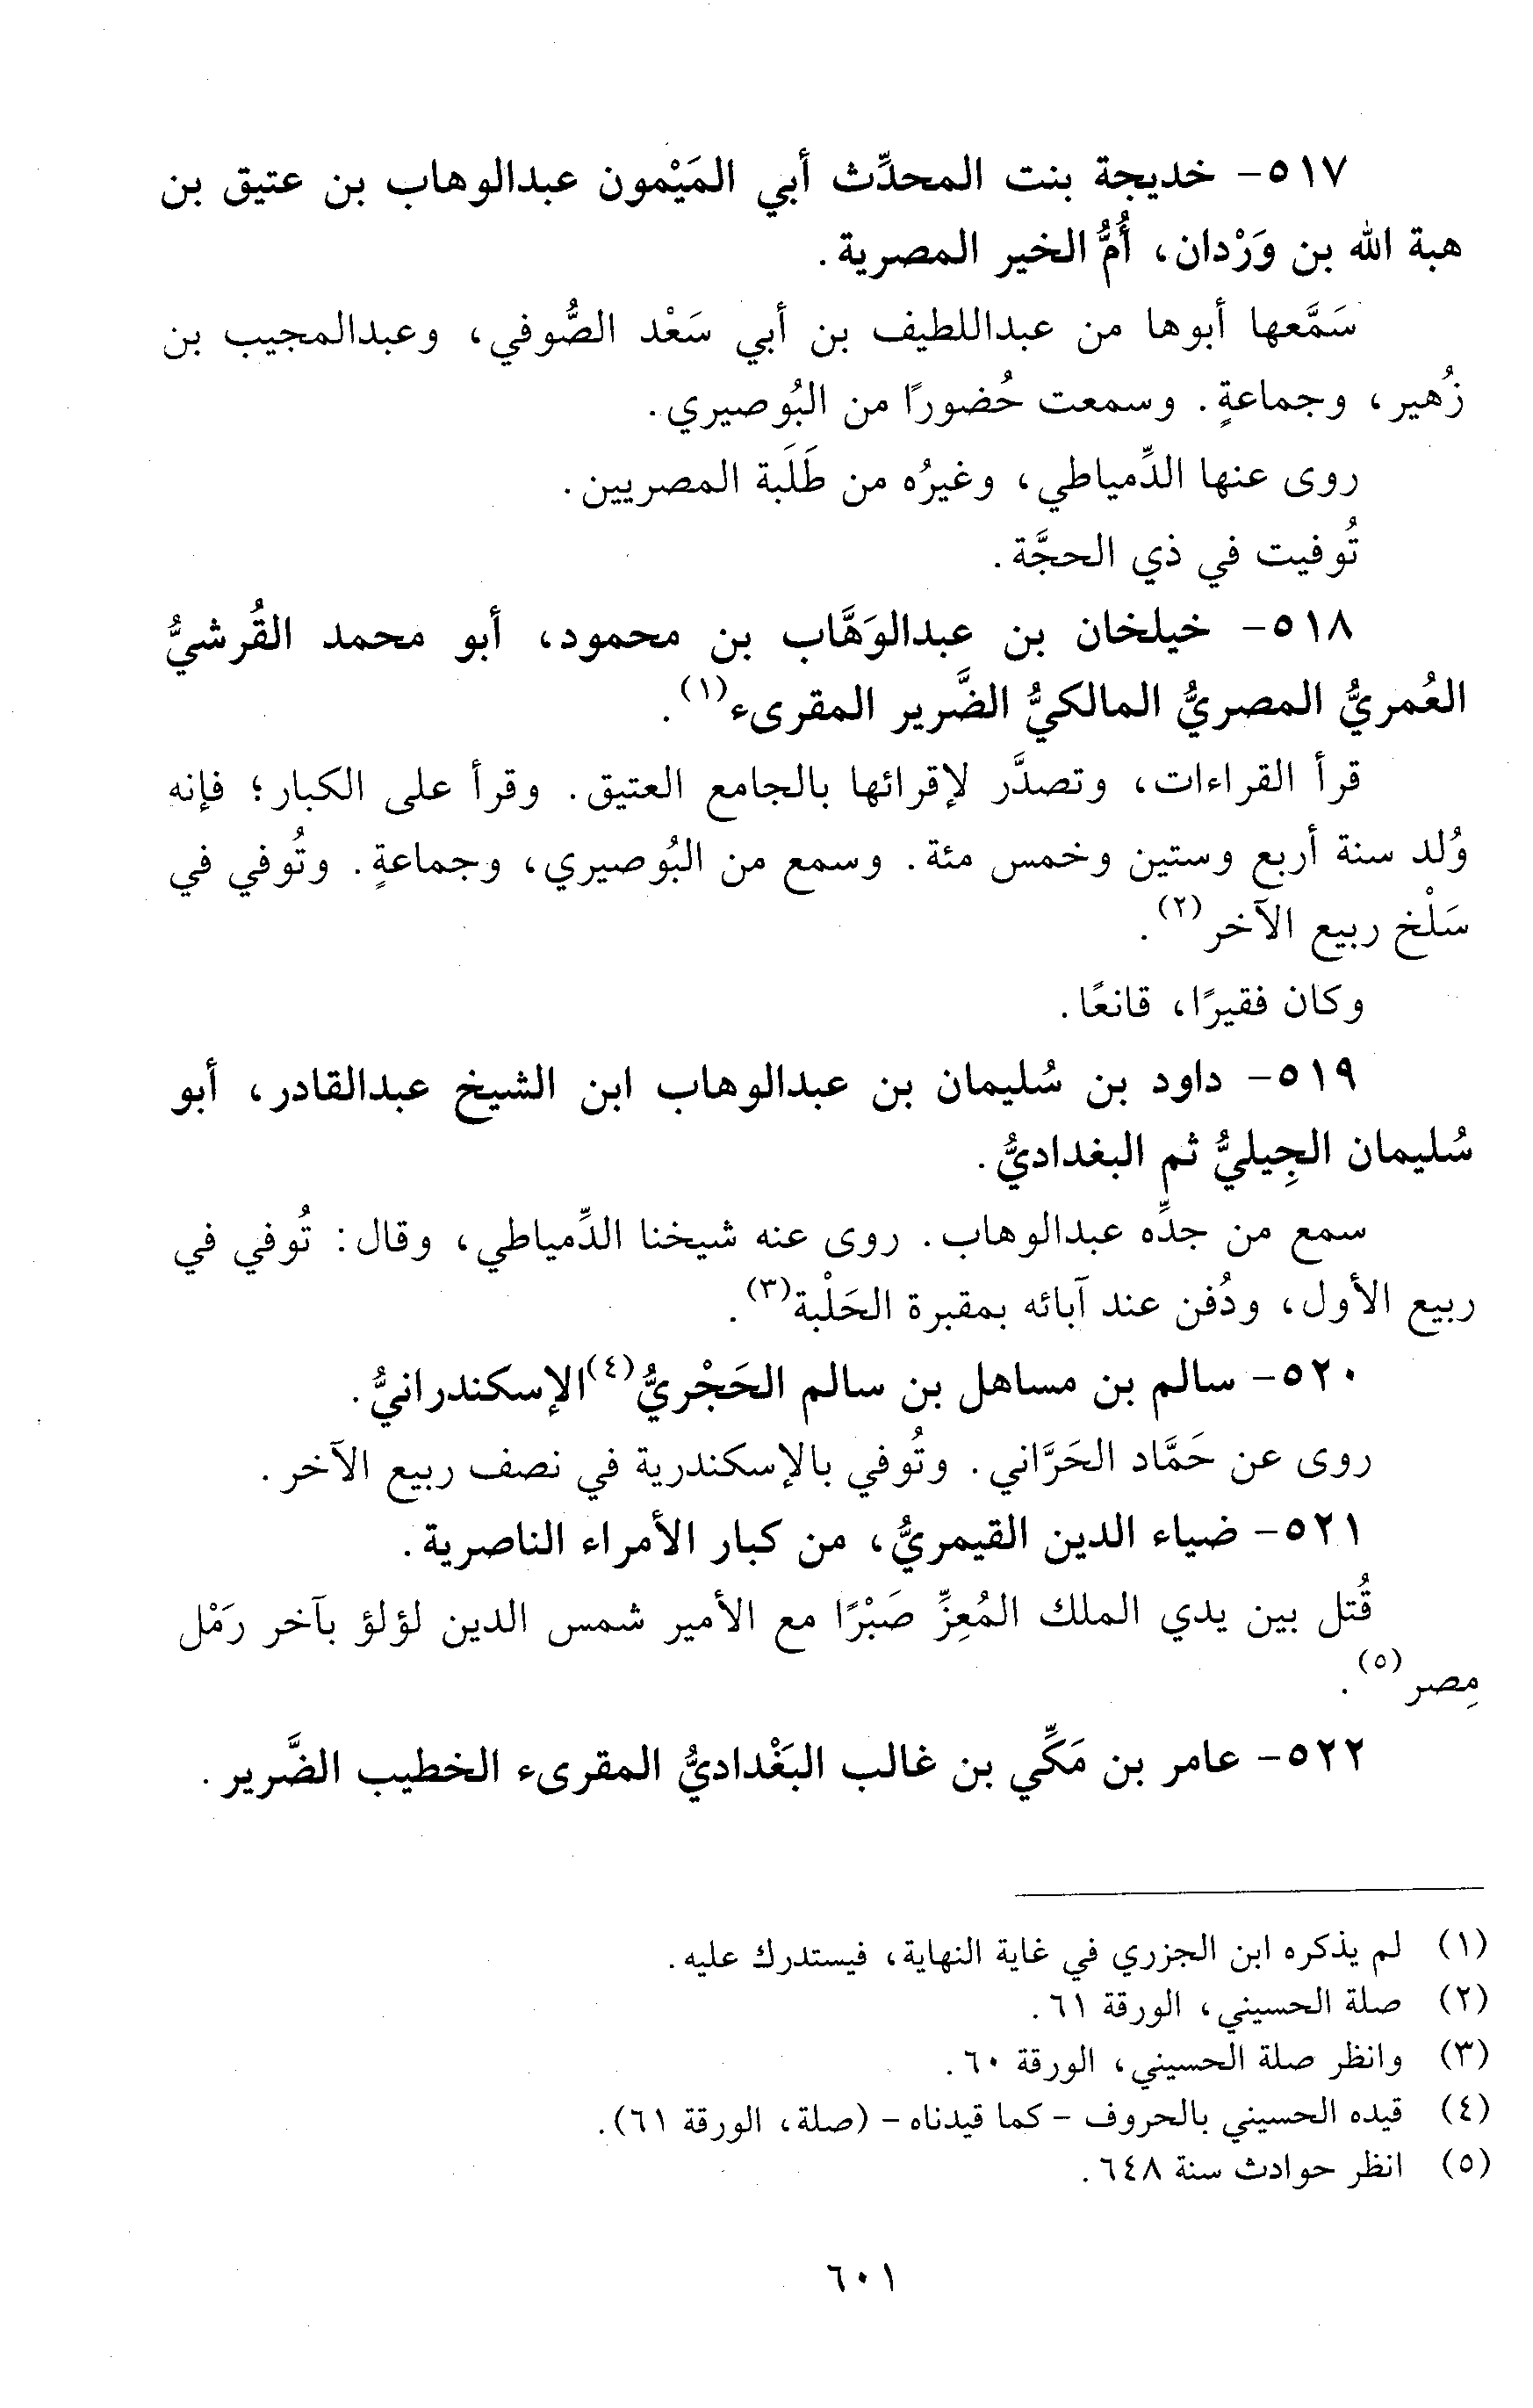 ٥١٧- خديجة بنت المحدِّث أبي المَيْمون عبدالوهاب بن عتيق بن
هبة الله بن وَرْدان، أُمُّ الخير المصرية.
سَمَّعها أبوها من عبداللطيف بن أبي سَعْد الصُّوفي، وعبدالمجيب بن
زُهير، وجماعةٍ. وسمعت حُضورًا من البُوصيري.
روى عنها الدِّمياطي، وغيرُه من طَلَبة المصريين.
تُوفيت في ذي الحجَّة.
٥١٨- خيلخان بن عبدالوَهَّاب بن محمود، أبو محمد القُرشيُّ
العُمريُّ المصريُّ المالكيُّ الضَّرير المقرىء(١).
قرأ القراءات، وتصدَّر لإقرائها بالجامع العتيق. وقرأ على الكبار؛ فإنه
وُلد سنة أربع وستين وخمس مئة. وسمع من البُوصيري، وجماعةٍ. وتُوفي في
سَلْخ ربيع الآخر(٢).
وكان فقيرًا، قانعًا.
٥١٩- داود بن سُليمان بن عبدالوهاب ابن الشيخ عبدالقادر، أبو
سُليمان الجِيليُّ ثم البغداديُّ.
سمع من جدِّه عبدالوهاب. روى عنه شيخنا الدِّمياطي، وقال: تُوفي في
ربيع الأول، ودُفن عند آبائه بمقبرة الحَلْبة(٣).
٥٢٠- سالم بن مساهل بن سالم الحَجْريُّ(٤) الإسكندرانيُّ.
روى عن حَمَّاد الحَرَّاني. وتُوفي بالإسكندرية في نصف ربيع الآخر.
٥٢١- ضياء الدين القيمريُّ، من كبار الأمراء الناصرية.
قُتل بين يدي الملك المُعِزِّ صَبْرًا مع الأمير شمس الدين لؤلؤ بآخر رَمْل
مِصر(٥).
٥٢٢- عامر بن مَكِّي بن غالب البَغْداديُّ المقرىء الخطيب الضَّرير.
(١) لم يذكره ابن الجزري في غاية النهاية، فيستدرك عليه.
(٢) صلة الحسيني، الورقة ٦١.
(٣) وانظر صلة الحسيني، الورقة ٦٠.
(٤) قيده الحسيني بالحروف - كما قيدناه - (صلة، الورقة ٦١).
(٥) انظر حوادث سنة ٦٤٨.
٦٠١